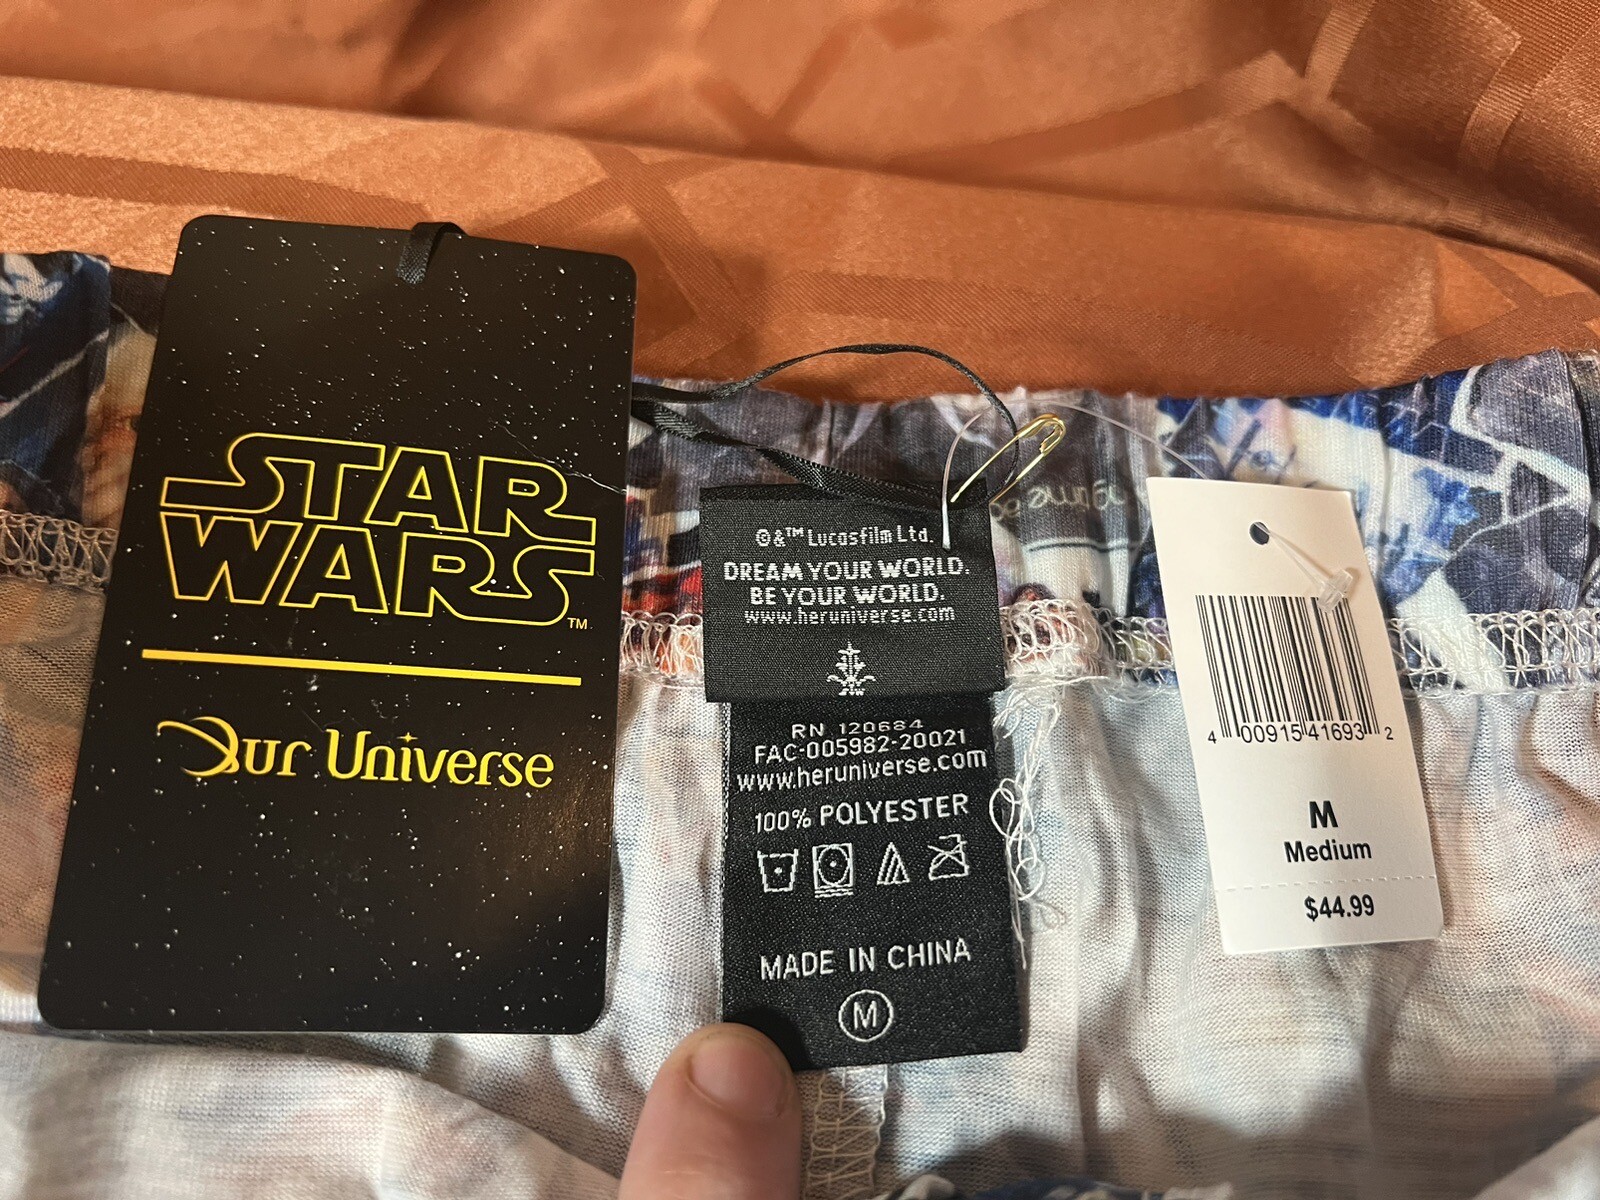 STAR
WARS
TM
Our Universe
©&™ Lucasfilm Ltd.
DREAM YOUR WORLD.
BE YOUR WORLD.
www.heruniverse.com
RN 120684
FAC-005982-20021
www.heruniverse.com
100% POLYESTER
MADE IN CHINA
M
4 00915 41693 2
M
Medium
$44.99